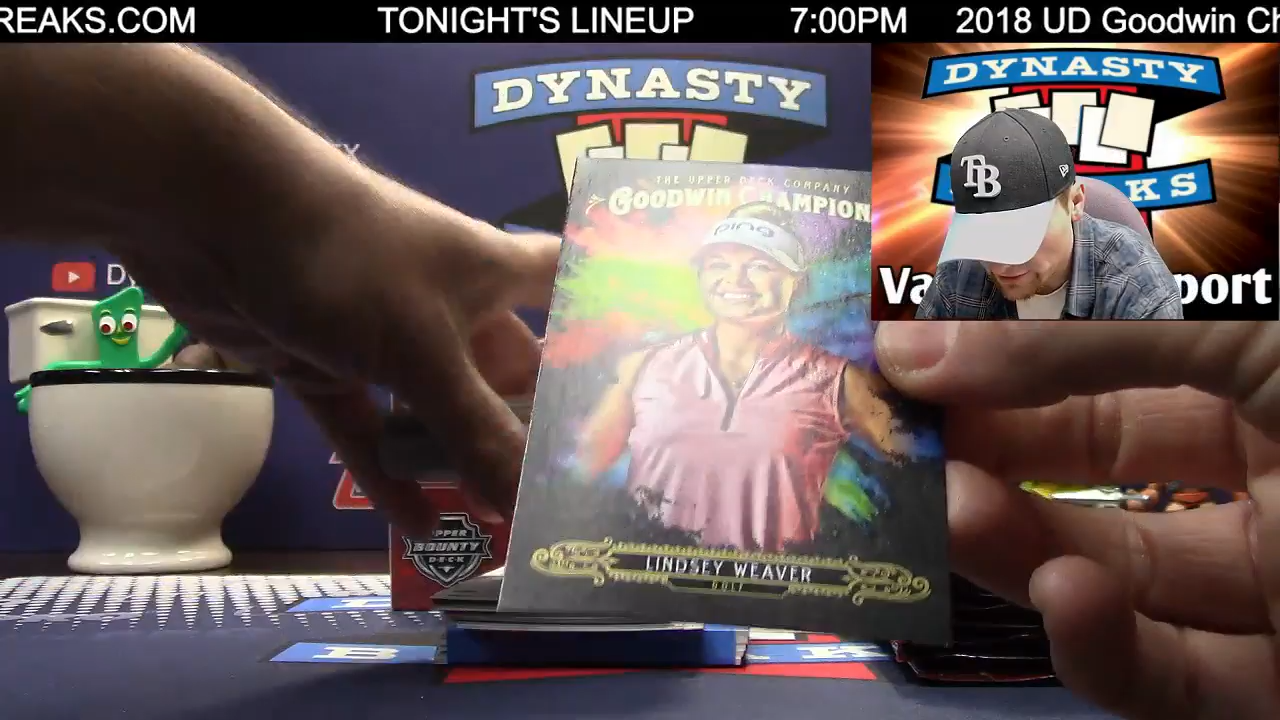 REAKS.COM TONIGHT'S LINEUP 7:00PM 2018 UD Goodwin Ch
DYNASTY
DYNASTY
KS
TB
Va port
THE UPPER DECK COMPANY
GOODWIN CHAMPION
ping
D
UPPER
BOUNTY
DECK
LINDSEY WEAVER
GOLF
B K